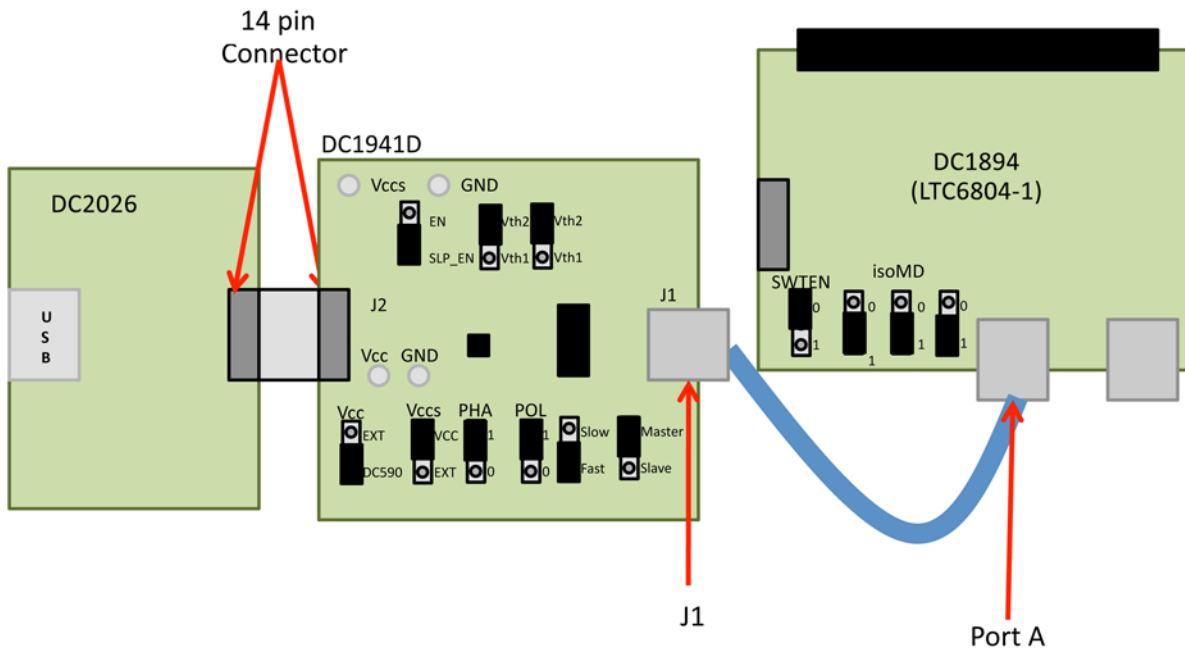 14 pin
Connector
DC2026
U
S
B
DC1941D
Vccs
GND
EN
SLP_EN
Vth2
Vth1
Vth2
Vth1
J2
J1
Vcc
GND
Vcc
EXT
DC590
Vccs
VCC
EXT
PHA
1
0
POL
1
0
Slow
Fast
Master
Slave
DC1894
(LTC6804-1)
SWTEN
0
1
isoMD
0
1
0
1
0
1
J1
Port A